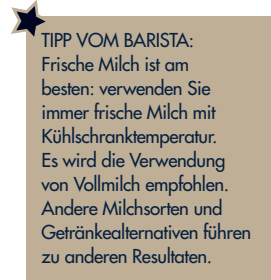 TIPP VOM BARISTA:
Frische Milch ist am
besten: verwenden Sie
immer frische Milch mit
Kühlschranktemperatur.
Es wird die Verwendung
von Vollmilch empfohlen.
Andere Milchsorten und
Getränkealternativen führen
zu anderen Resultaten.